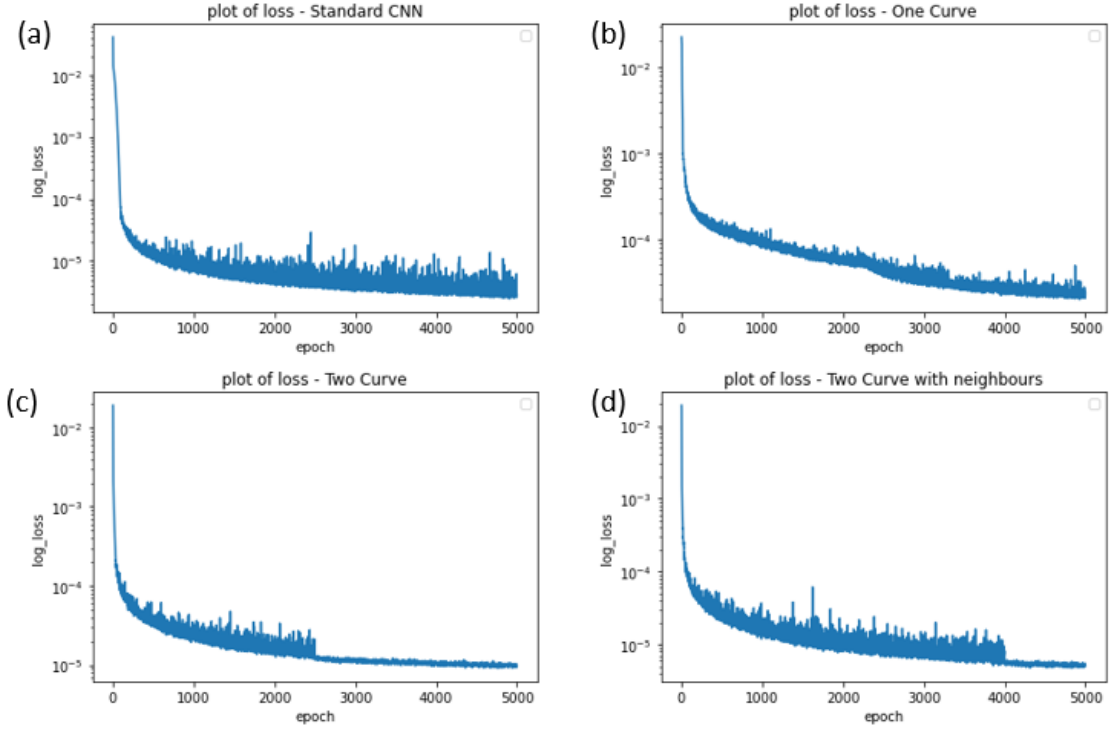 (a)
plot of loss - Standard CNN
10⁻²
10⁻³
10⁻⁴
10⁻⁵
log_loss
0 1000 2000 3000 4000 5000
epoch
(b)
plot of loss - One Curve
10⁻²
10⁻³
10⁻⁴
log_loss
0 1000 2000 3000 4000 5000
epoch
(c)
plot of loss - Two Curve
10⁻²
10⁻³
10⁻⁴
10⁻⁵
log_loss
0 1000 2000 3000 4000 5000
epoch
(d)
plot of loss - Two Curve with neighbours
10⁻²
10⁻³
10⁻⁴
10⁻⁵
log_loss
0 1000 2000 3000 4000 5000
epoch